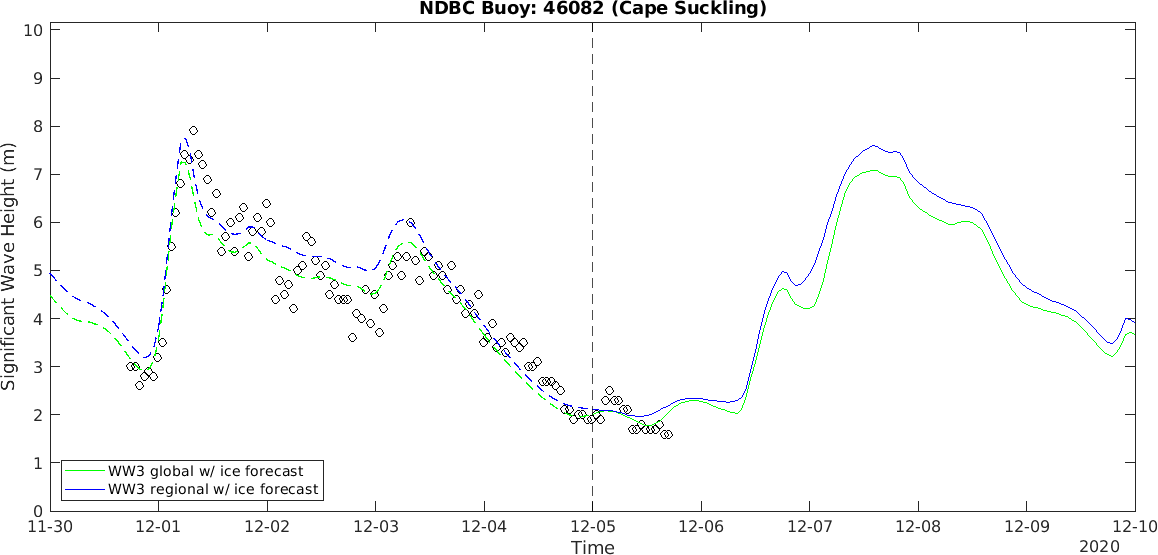 NDBC Buoy: 46082 (Cape Suckling)
10
9
8
7
6
5
4
3
2
1
0
Significant Wave Height (m)
WW3 global w/ ice forecast
WW3 regional w/ ice forecast
11-30 12-01 12-02 12-03 12-04 12-05 12-06 12-07 12-08 12-09 12-10
Time
2020